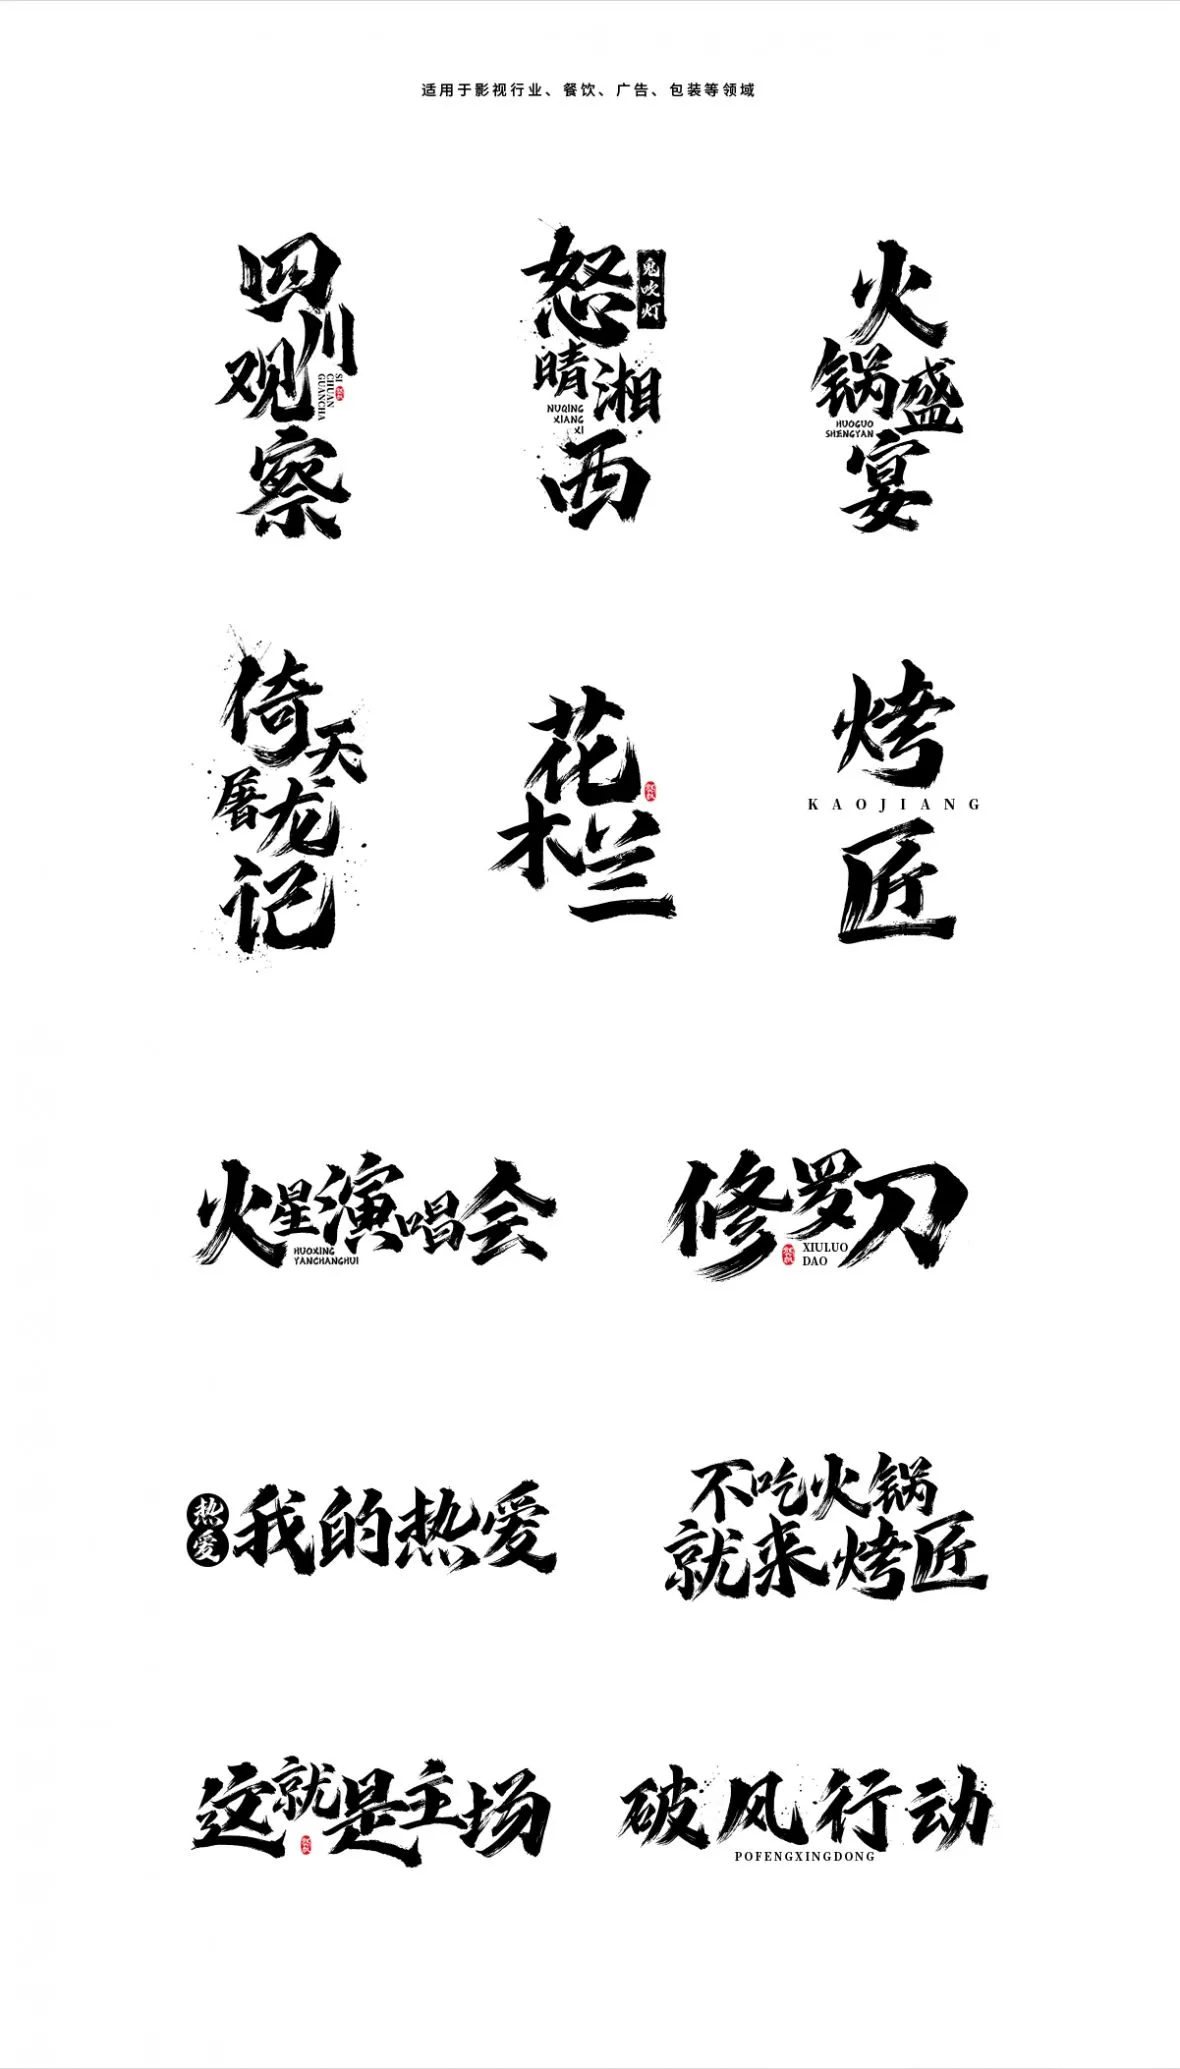 适用于影视行业、餐饮、广告、包装等领域
四川观察
SI
CHUAN
GUANCHA
怒晴湘西
鬼吹灯
NUQING
XIANG
XI
火锅盛宴
HUOGUO
SHENGYAN
倚天屠龙记
花木兰
烤匠
KAOJIANG
火星演唱会
HUOXING
YANCHANGHUI
修罗刀
XIULUO
DAO
热爱
我的热爱
不吃火锅
就来烤匠
这就是主场
破风行动
POFENGXINGDONG